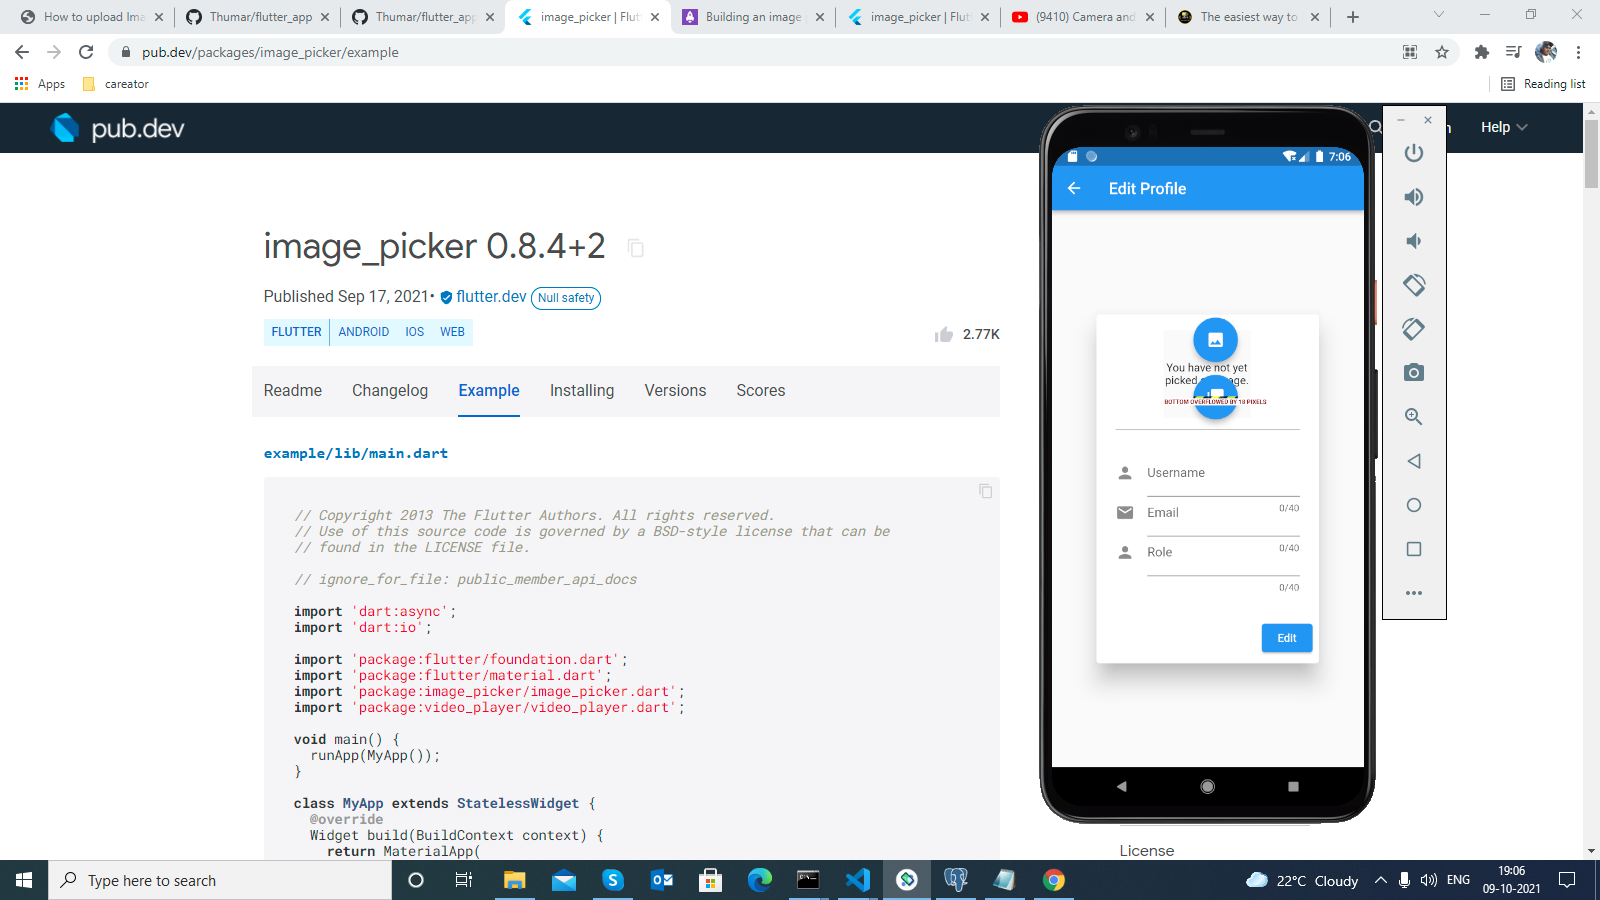 How to upload Ima
Thumar/flutter_app
Thumar/flutter_app
image_picker | Flut
Building an image
image_picker | Flut
(9410) Camera and
The easiest way to
pub.dev/packages/image_picker/example
Apps
careator
Reading list
pub.dev
Help
image_picker 0.8.4+2
Published Sep 17, 2021• flutter.dev Null safety
FLUTTER ANDROID IOS WEB
2.77K
Readme Changelog Example Installing Versions Scores
example/lib/main.dart
// Copyright 2013 The Flutter Authors. All rights reserved.
// Use of this source code is governed by a BSD-style license that can be
// found in the LICENSE file.
// ignore_for_file: public_member_api_docs
import 'dart:async';
import 'dart:io';
import 'package:flutter/foundation.dart';
import 'package:flutter/material.dart';
import 'package:image_picker/image_picker.dart';
import 'package:video_player/video_player.dart';
void main() {
runApp(MyApp());
}
class MyApp extends StatelessWidget {
@override
Widget build(BuildContext context) {
return MaterialApp(
7:06
Edit Profile
You have not yet
picked
BOTTOM OVERFLOWED BY 18 PIXELS
Username
0/40
Email
0/40
Role
0/40
Edit
License
Type here to search
22°C Cloudy
ENG
19:06
09-10-2021